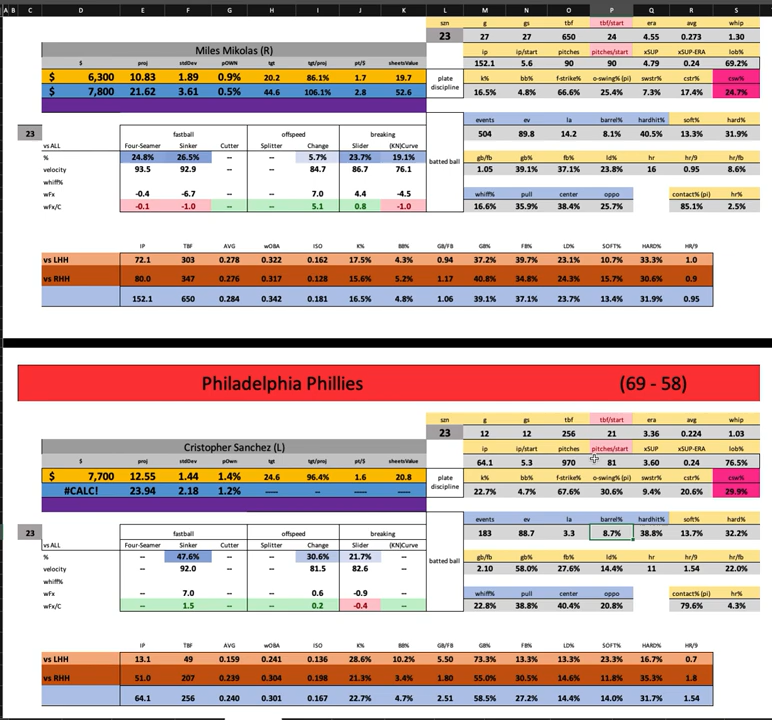 A B C D E F G H I J K L M N O P Q R S
szn g gs tbf tbf/start era avg whip
23 27 27 650 24 4.55 0.273 1.30
Miles Mikolas (R) ip ip/start pitches pitches/start xSUP xSUP-ERA lob%
$ proj stdDev pOWN tgt tgt/proj pt/$ sheetsValue 152.1 5.6 90 90 4.79 0.24 69.2%
$ 6,300 10.83 1.89 0.9% 20.2 86.1% 1.7 19.7 plate discipline k% bb% f-strike% o-swing% (pi) swstr% cstr% csw%
$ 7,800 21.62 3.61 0.5% 44.6 106.1% 2.8 52.6 16.5% 4.8% 66.6% 25.4% 7.3% 17.4% 24.7%
events ev la barrel% hardhit% soft% hard%
23 fastball offspeed breaking 504 89.8 14.2 8.1% 40.5% 13.3% 31.9%
vs ALL Four-Seamer Sinker Cutter Splitter Change Slider (KN)Curve
% 24.8% 26.5% -- -- 5.7% 23.7% 19.1% batted ball gb/fb gb% fb% ld% hr hr/9 hr/fb
velocity 93.5 92.9 -- -- 84.7 86.7 76.1 1.05 39.1% 37.1% 23.8% 16 0.95 8.6%
whiff%
wFx -0.4 -6.7 7.0 4.4 -4.5 whiff% pull center oppo contact% (pi) hr%
wFx/C -0.1 -1.0 -- -- 5.1 0.8 -1.0 16.6% 35.9% 38.4% 25.7% 85.1% 2.5%
IP TBF AVG wOBA ISO K% BB% GB/FB GB% FB% LD% SOFT% HARD% HR/9
vs LHH 72.1 303 0.278 0.322 0.162 17.5% 4.3% 0.94 37.2% 39.7% 23.1% 10.7% 33.3% 1.0
vs RHH 80.0 347 0.276 0.317 0.128 15.6% 5.2% 1.17 40.8% 34.8% 24.3% 15.7% 30.6% 0.9
152.1 650 0.284 0.342 0.181 16.5% 4.8% 1.06 39.1% 37.1% 23.7% 13.4% 31.9% 0.95
Philadelphia Phillies (69 - 58)
szn g gs tbf tbf/start era avg whip
23 12 12 256 21 3.36 0.224 1.03
Cristopher Sanchez (L) ip ip/start pitches pitches/start xSUP xSUP-ERA lob%
$ proj stdDev pOwn tgt tgt/proj pt/$ sheetsValue 64.1 5.3 970 81 3.60 0.24 76.5%
$ 7,700 12.55 1.44 1.4% 24.6 96.4% 1.6 20.8 plate discipline k% bb% f-strike% o-swing% (pi) swstr% cstr% csw%
#CALC! 23.94 2.18 1.2% ----- ----- ----- ----- 22.7% 4.7% 67.6% 30.6% 9.4% 20.6% 29.9%
events ev la barrel% hardhit% soft% hard%
23 fastball offspeed breaking 183 88.7 3.3 8.7% 38.8% 13.7% 32.2%
vs ALL Four-Seamer Sinker Cutter Splitter Change Slider (KN)Curve
% -- 47.6% -- -- 30.6% 21.7% -- batted ball gb/fb gb% fb% ld% hr hr/9 hr/fb
velocity -- 92.0 -- -- 81.5 82.6 -- 2.10 58.0% 27.6% 14.4% 11 1.54 22.0%
whiff%
wFx -- 7.0 0.6 -0.9 -- whiff% pull center oppo contact% (pi) hr%
wFx/C -- 1.5 -- -- 0.2 -0.4 -- 22.8% 38.8% 40.4% 20.8% 79.6% 4.3%
IP TBF AVG wOBA ISO K% BB% GB/FB GB% FB% LD% SOFT% HARD% HR/9
vs LHH 13.1 49 0.159 0.241 0.136 28.6% 10.2% 5.50 73.3% 13.3% 13.3% 23.3% 16.7% 0.7
vs RHH 51.0 207 0.239 0.304 0.198 21.3% 3.4% 1.80 55.0% 30.5% 14.6% 11.8% 35.3% 1.8
64.1 256 0.240 0.301 0.167 22.7% 4.7% 2.51 58.5% 27.2% 14.4% 14.0% 31.7% 1.54